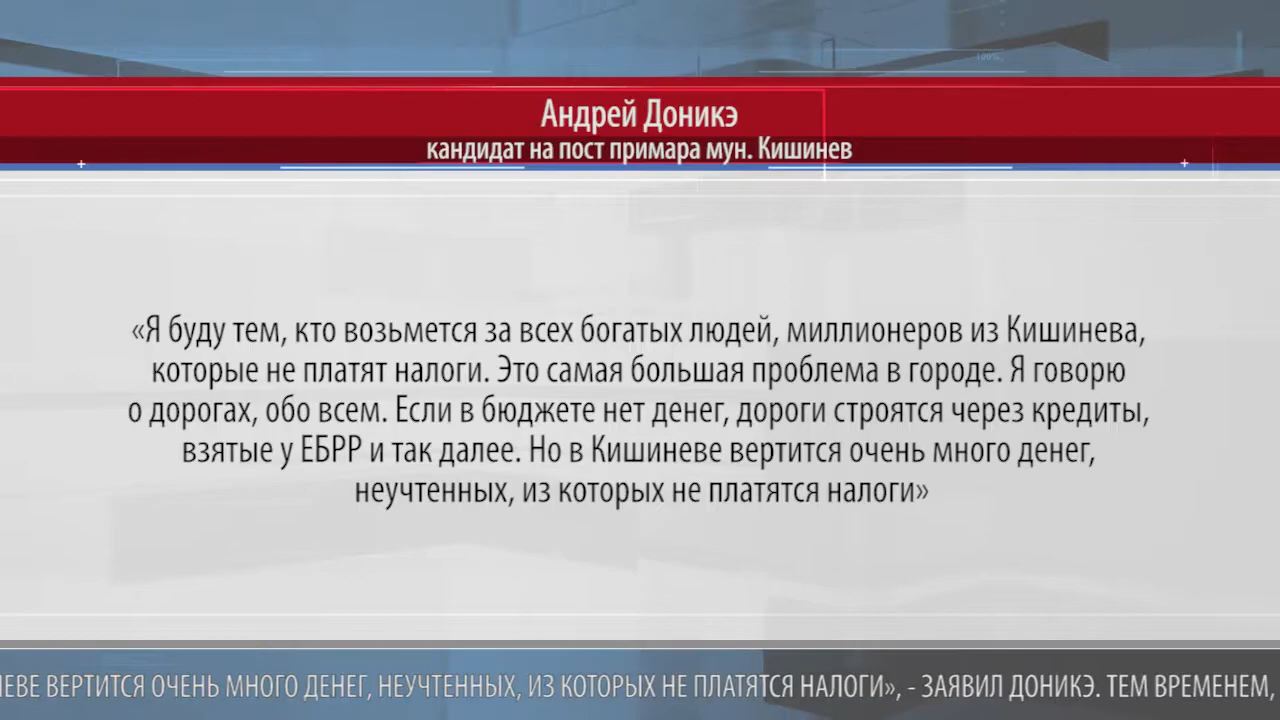 100%
Андрей Доникэ
кандидат на пост примара мун. Кишинев
«Я буду тем, кто возьмется за всех богатых людей, миллионеров из Кишинева,
которые не платят налоги. Это самая большая проблема в городе. Я говорю
о дорогах, обо всем. Если в бюджете нет денег, дороги строятся через кредиты,
взятые у ЕБРР и так далее. Но в Кишиневе вертится очень много денег,
неучтенных, из которых не платятся налоги»
ВЕРТИТСЯ ОЧЕНЬ МНОГО ДЕНЕГ, НЕУЧТЕННЫХ, ИЗ КОТОРЫХ НЕ ПЛАТЯТСЯ НАЛОГИ», - ЗАЯВИЛ ДОНИКЭ. ТЕМ ВРЕМЕНЕМ,